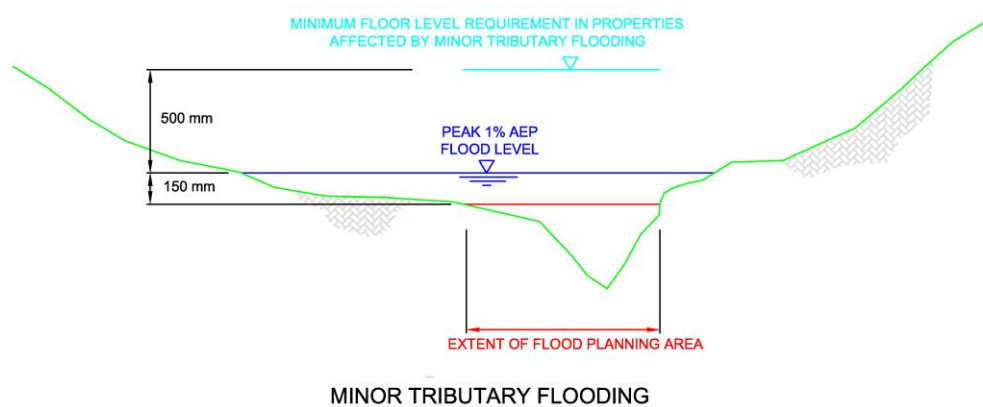 MINIMUM FLOOR LEVEL REQUIREMENT IN PROPERTIES
AFFECTED BY MINOR TRIBUTARY FLOODING
500 mm
PEAK 1% AEP
FLOOD LEVEL
150 mm
EXTENT OF FLOOD PLANNING AREA
MINOR TRIBUTARY FLOODING